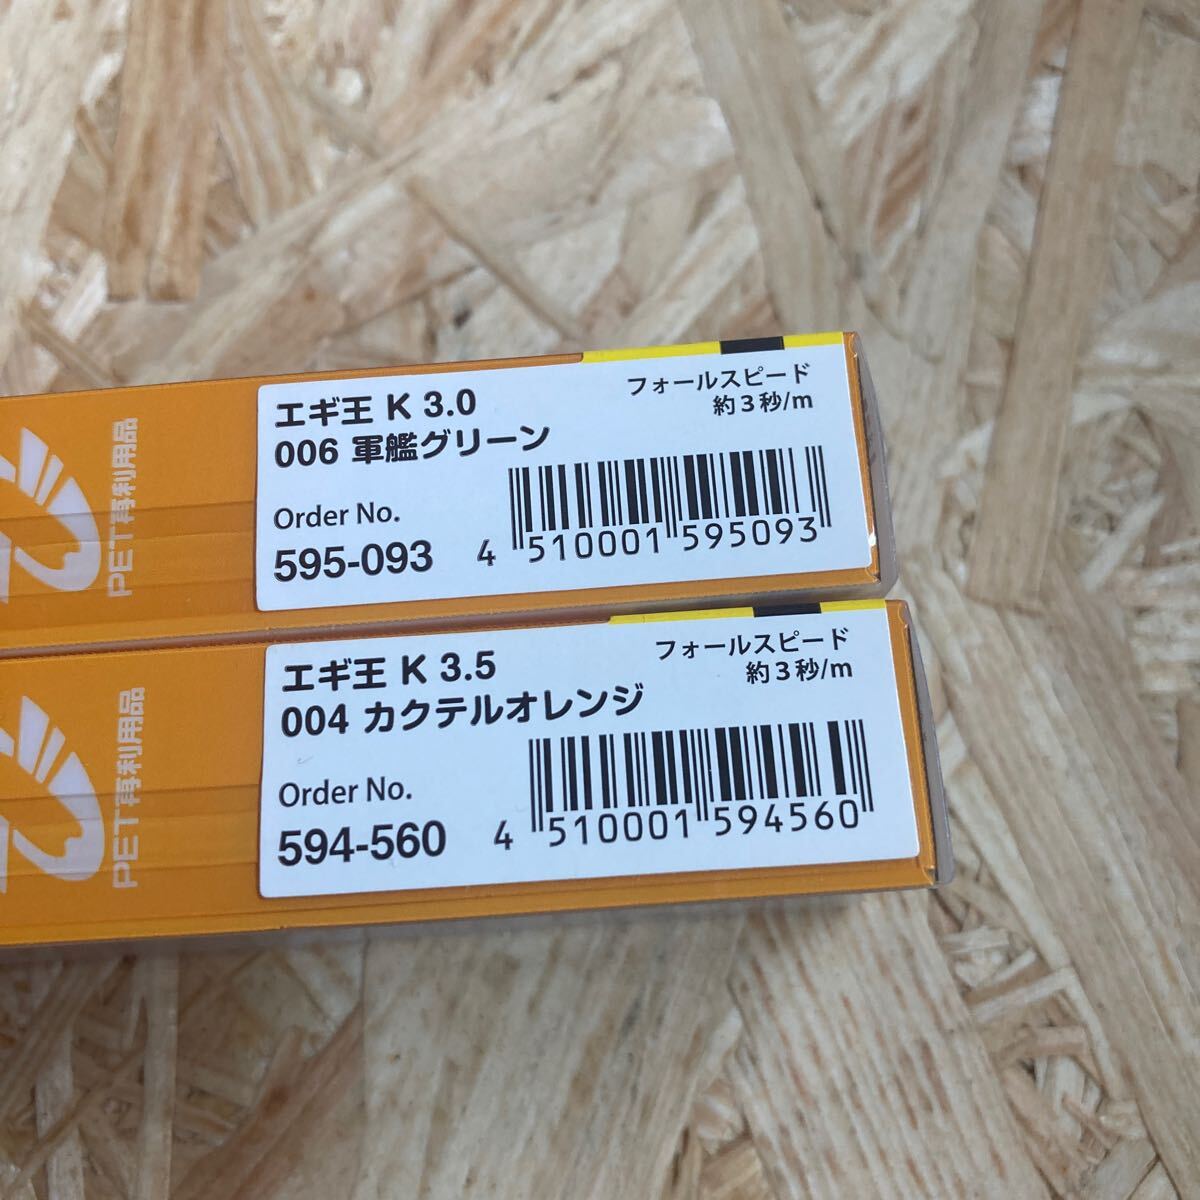 PET再利用品
エギ王 K 3.0
006 軍艦グリーン
フォールスピード
約3秒/m
Order No.
595-093
4 510001 595093
PET再利用品
エギ王 K 3.5
004 カクテルオレンジ
フォールスピード
約3秒/m
Order No.
594-560
4 510001 594560